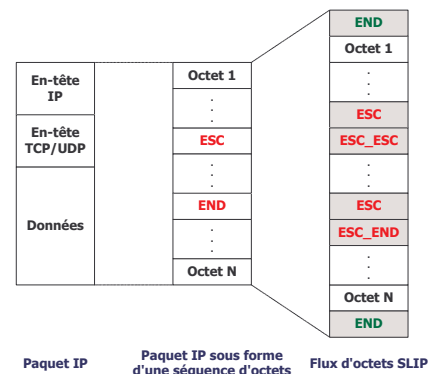 En-tête
IP
En-tête
TCP/UDP
Données
Paquet IP
Octet 1
.
.
.
ESC
.
.
.
END
.
.
.
Octet N
Paquet IP sous forme
d'une séquence d'octets
END
Octet 1
.
.
.
ESC
ESC_ESC
.
.
.
ESC
ESC_END
.
.
.
Octet N
END
Flux d'octets SLIP